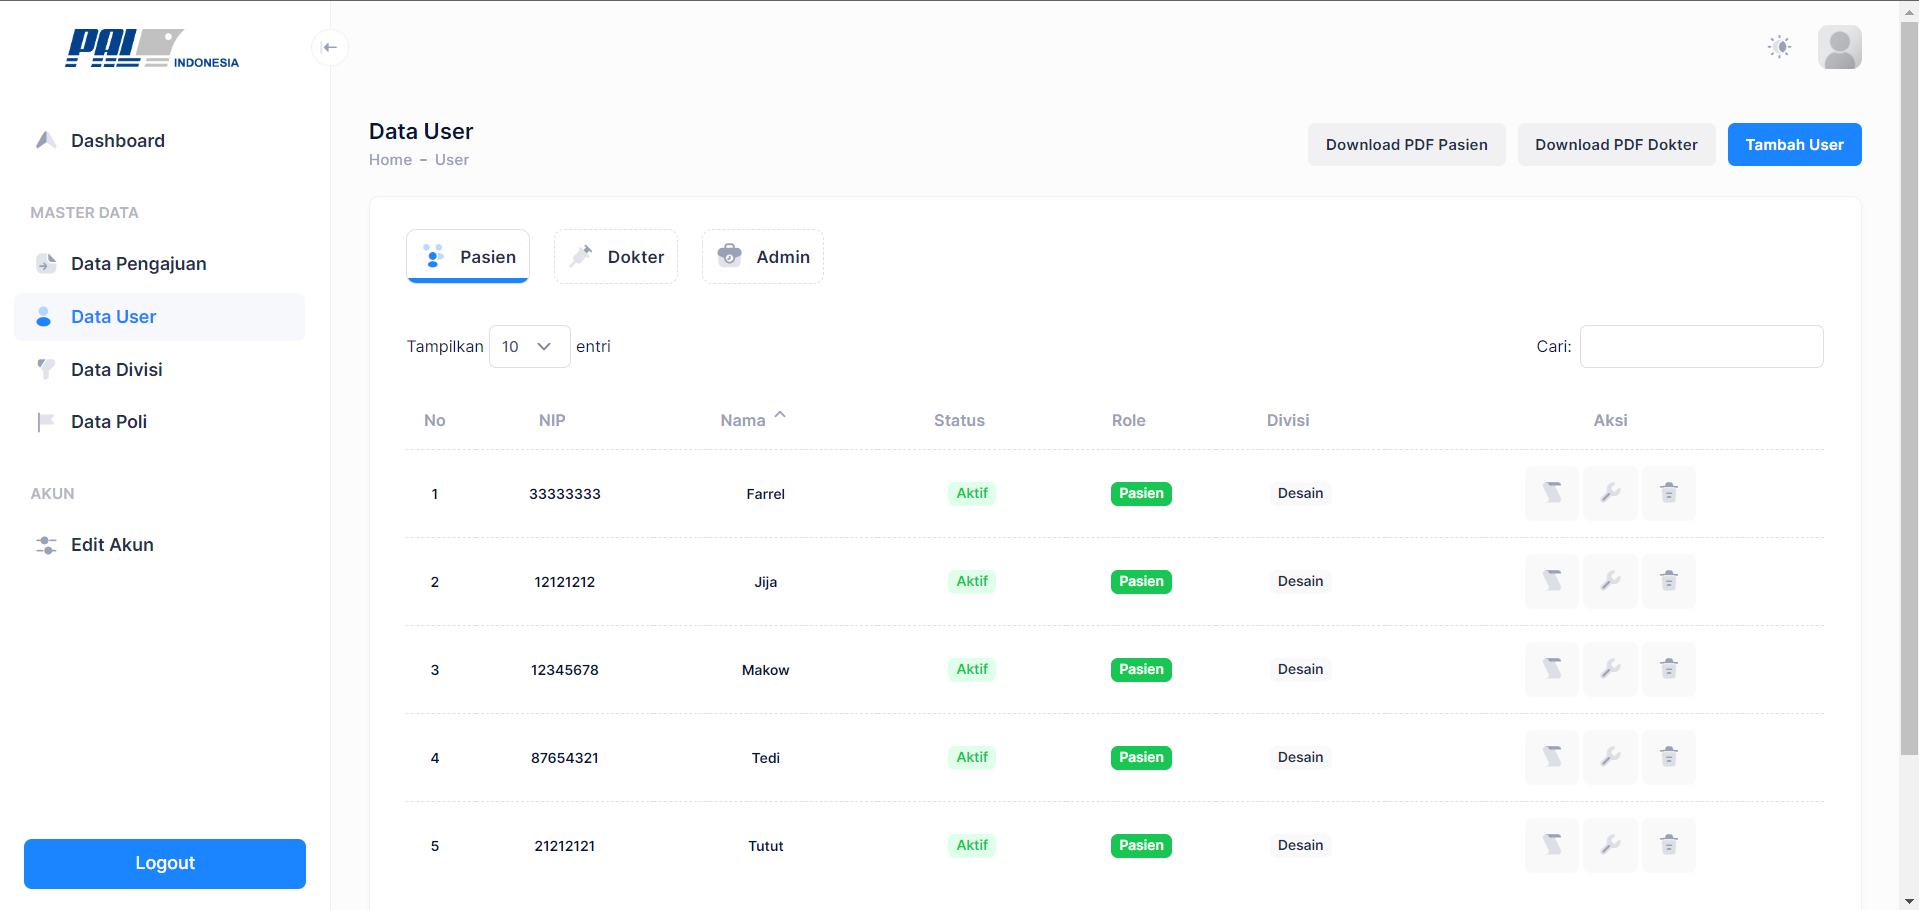 PAL INDONESIA
Dashboard
MASTER DATA
Data Pengajuan
Data User
Data Divisi
Data Poli
AKUN
Edit Akun
Logout
Data User
Home - User
Download PDF Pasien
Download PDF Dokter
Tambah User
Pasien
Dokter
Admin
Tampilkan 10 entri
Cari:
No NIP Nama Status Role Divisi Aksi
1 33333333 Farrel Aktif Pasien Desain
2 12121212 Jija Aktif Pasien Desain
3 12345678 Makow Aktif Pasien Desain
4 87654321 Tedi Aktif Pasien Desain
5 21212121 Tutut Aktif Pasien Desain